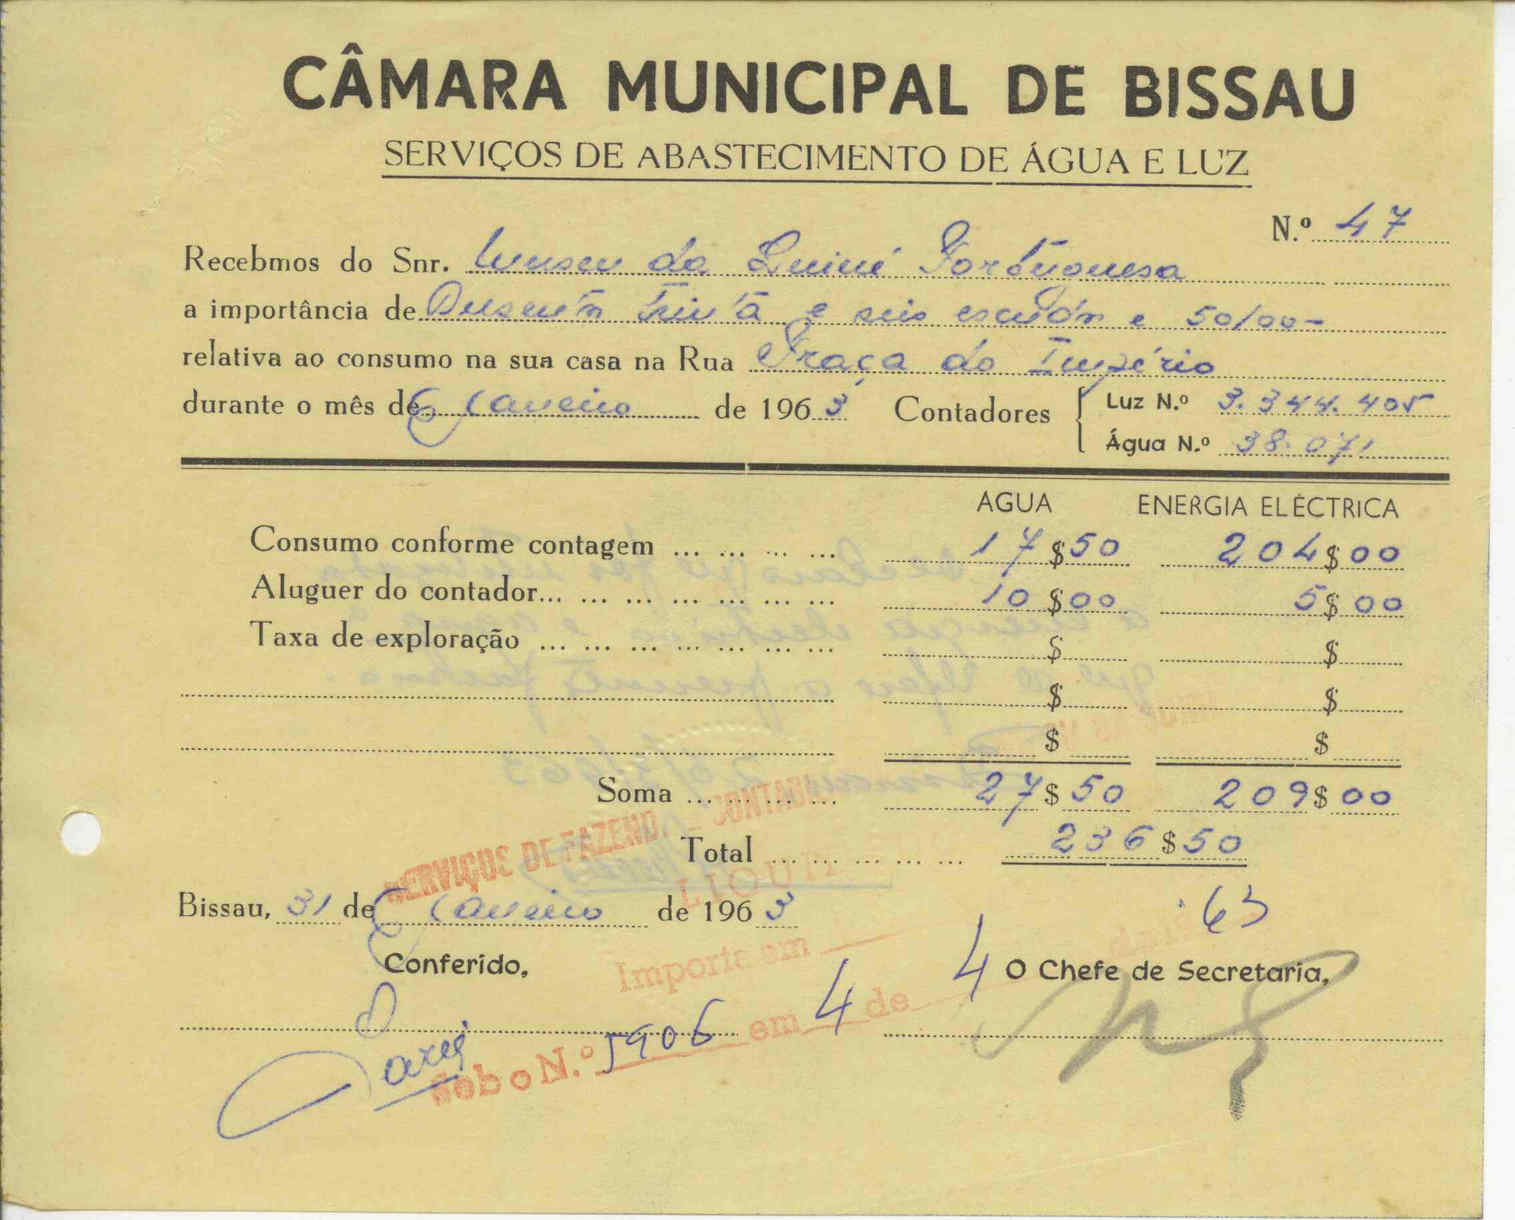 CÂMARA MUNICIPAL DE BISSAU
SERVIÇOS DE ABASTECIMENTO DE ÁGUA E LUZ
N.º 47
Recebmos do Snr. Museu da Guiné Portuguesa
a importância de Dusentos trinta e seis escudos e 50/00-
relativa ao consumo na sua casa na Rua Praça do Império
durante o mês de Janeiro de 1963 Contadores Luz N.º 3.344.405
Água N.º 38.071
AGUA ENERGIA ELÉCTRICA
Consumo conforme contagem ... ... ... ... 17$50 204$00
Aluguer do contador... ... ... ... ... ... ... 10$00 5$00
Taxa de exploração ... ... ... ... ... ... ... $ $
$ $
$ $
Soma ... ... ... ... 27$50 209$00
Total ... ... ... ... ... 236$50
SERVIÇOS DE FAZENDA CONTABI
LIQUI
Bissau, 31 de Janeiro de 1963
63
Conferido, Importa em 4 O Chefe de Secretaria,
Sob o N.º 5906 em 4 de